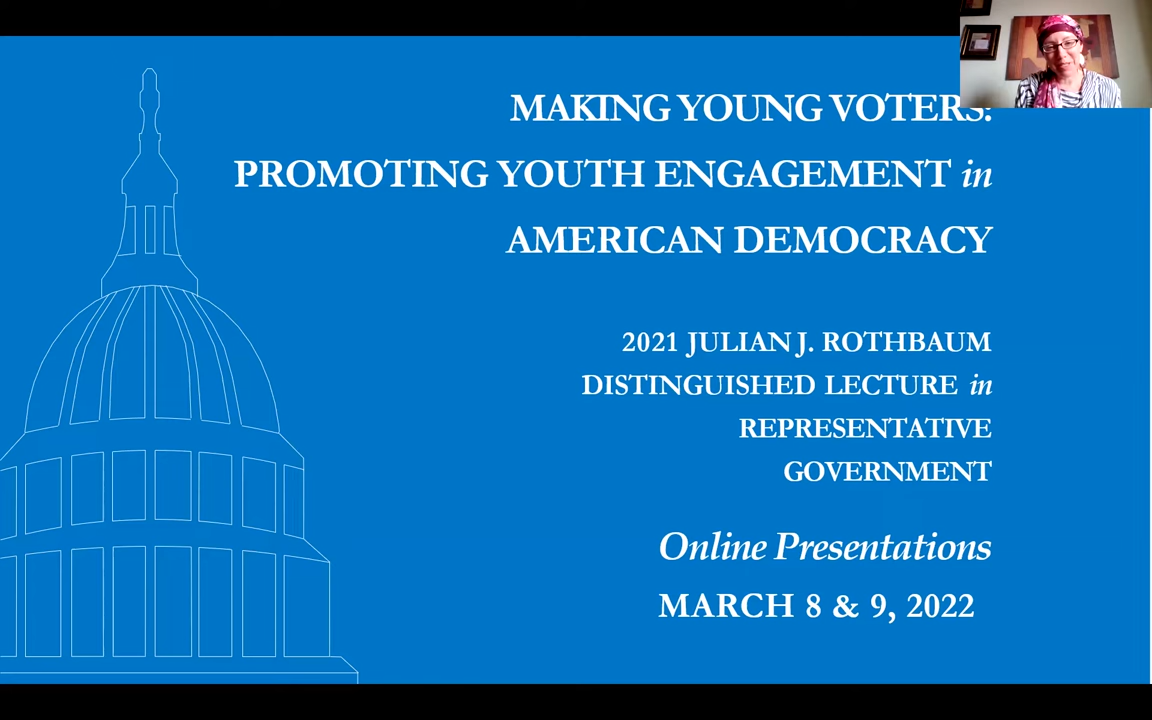 MAKING YOUNG VOTERS:
PROMOTING YOUTH ENGAGEMENT in
AMERICAN DEMOCRACY
2021 JULIAN J. ROTHBAUM
DISTINGUISHED LECTURE in
REPRESENTATIVE
GOVERNMENT
Online Presentations
MARCH 8 & 9, 2022